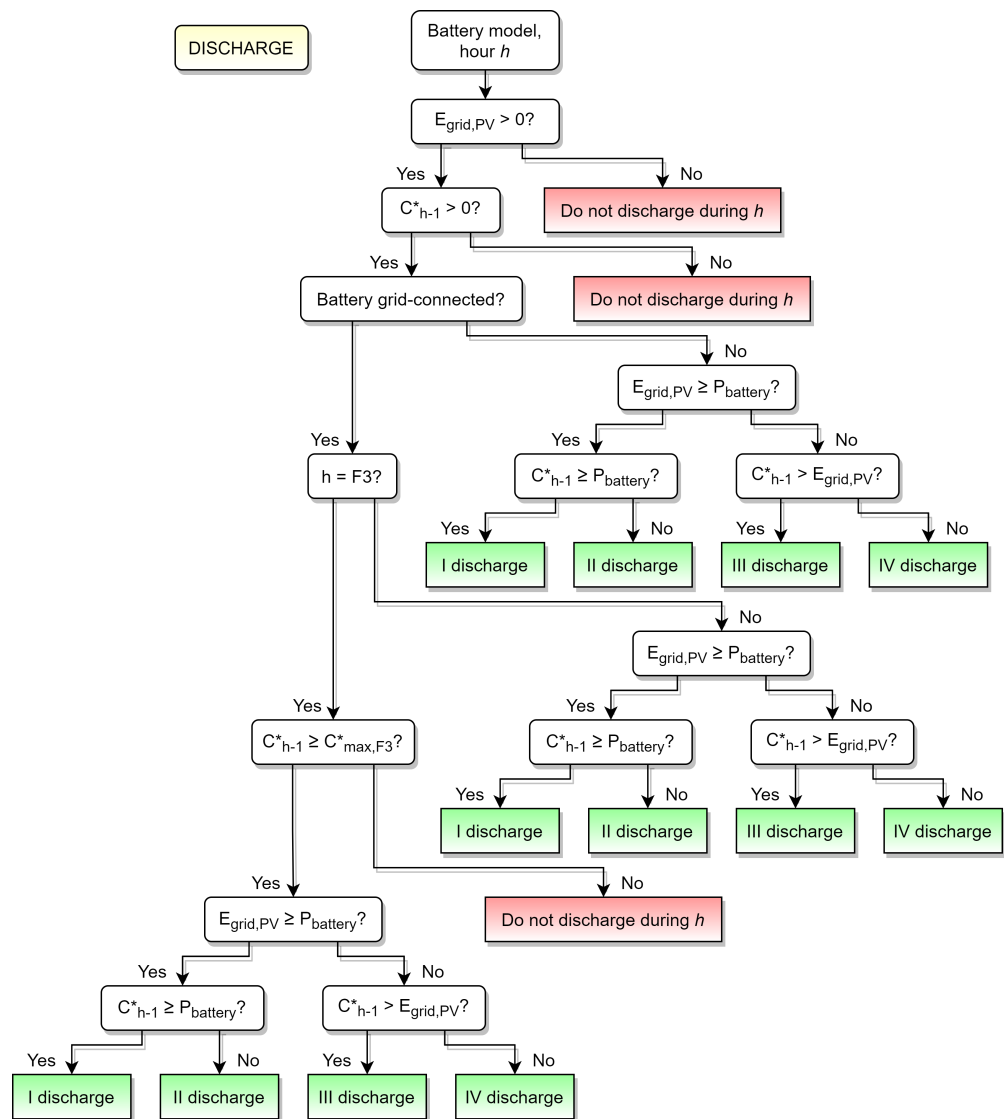 DISCHARGE
Battery model,
hour h
E_grid,PV > 0?
Yes
No
C*_h-1 > 0?
Do not discharge during h
Yes
No
Battery grid-connected?
Do not discharge during h
No
E_grid,PV ≥ P_battery?
Yes
Yes
No
h = F3?
C*_h-1 ≥ P_battery?
C*_h-1 > E_grid,PV?
Yes
No
Yes
No
I discharge
II discharge
III discharge
IV discharge
No
E_grid,PV ≥ P_battery?
Yes
Yes
No
C*_h-1 ≥ C*_max,F3?
C*_h-1 ≥ P_battery?
C*_h-1 > E_grid,PV?
Yes
No
Yes
No
I discharge
II discharge
III discharge
IV discharge
Yes
No
E_grid,PV ≥ P_battery?
Do not discharge during h
Yes
No
C*_h-1 ≥ P_battery?
C*_h-1 > E_grid,PV?
Yes
No
Yes
No
I discharge
II discharge
III discharge
IV discharge